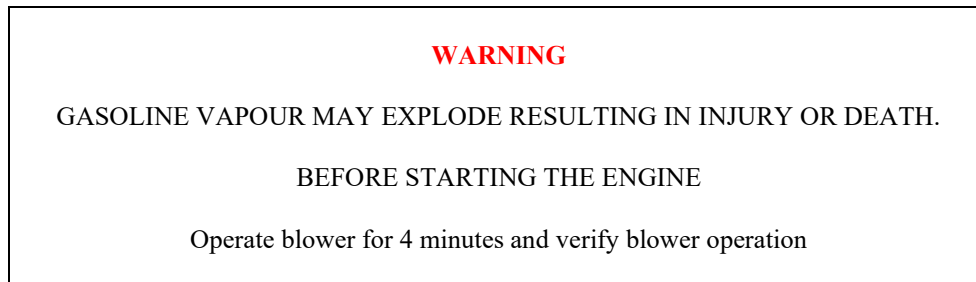 WARNING
GASOLINE VAPOUR MAY EXPLODE RESULTING IN INJURY OR DEATH.
BEFORE STARTING THE ENGINE
Operate blower for 4 minutes and verify blower operation